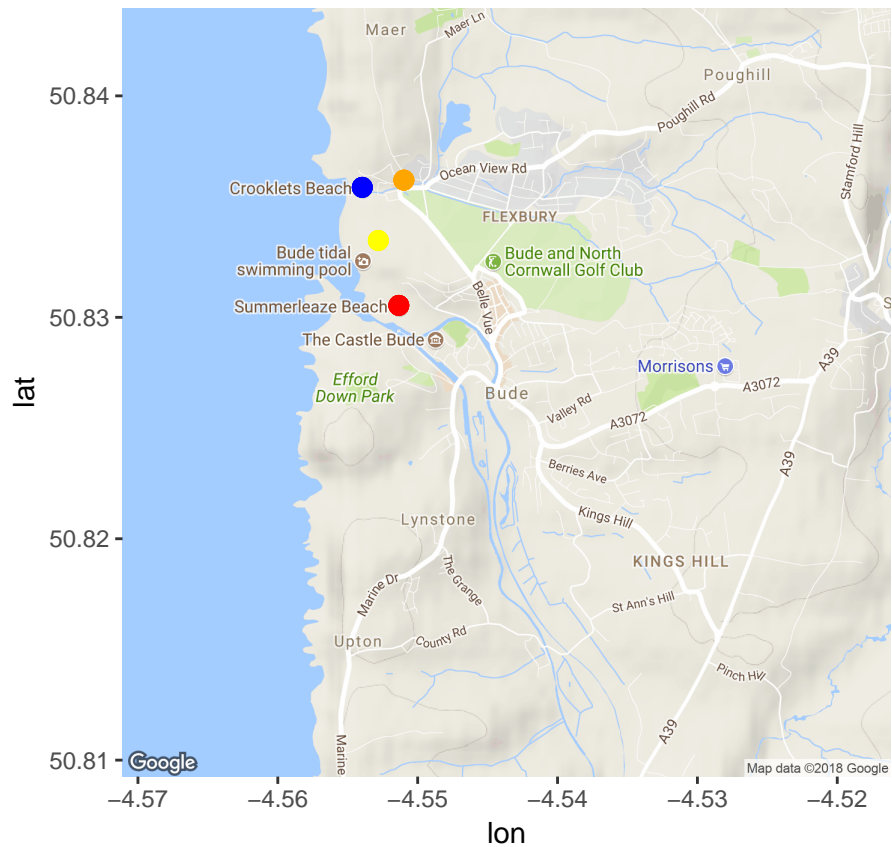 Maer
Maer Ln
Poughill
50.84
Poughill Rd
Stamford Hill
Ocean View Rd
Crooklets Beach
FLEXBURY
Bude tidal
swimming pool
Bude and North
Cornwall Golf Club
Belle Vue
Summerleaze Beach
50.83
S
The Castle Bude
A39
Morrisons
Efford
Down Park
A3072
Bude
Valley Rd
A3072
A39
Berries Ave
Kings Hill
Lynstone
50.82
KINGS HILL
The Grange
Marine Dr
St Ann's Hill
Upton
County Rd
Pinch Hill
A39
Marine
50.81
Google
Map data ©2018 Google
−4.57
−4.56
−4.55
−4.54
−4.53
−4.52
lon
lat